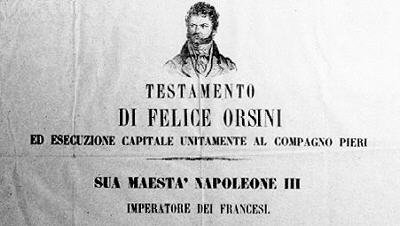 TESTAMENTO
DI FELICE ORSINI
ED ESECUZIONE CAPITALE UNITAMENTE AL COMPAGNO PIERI
SUA MAESTA' NAPOLEONE III
IMPERATORE DEI FRANCESI.